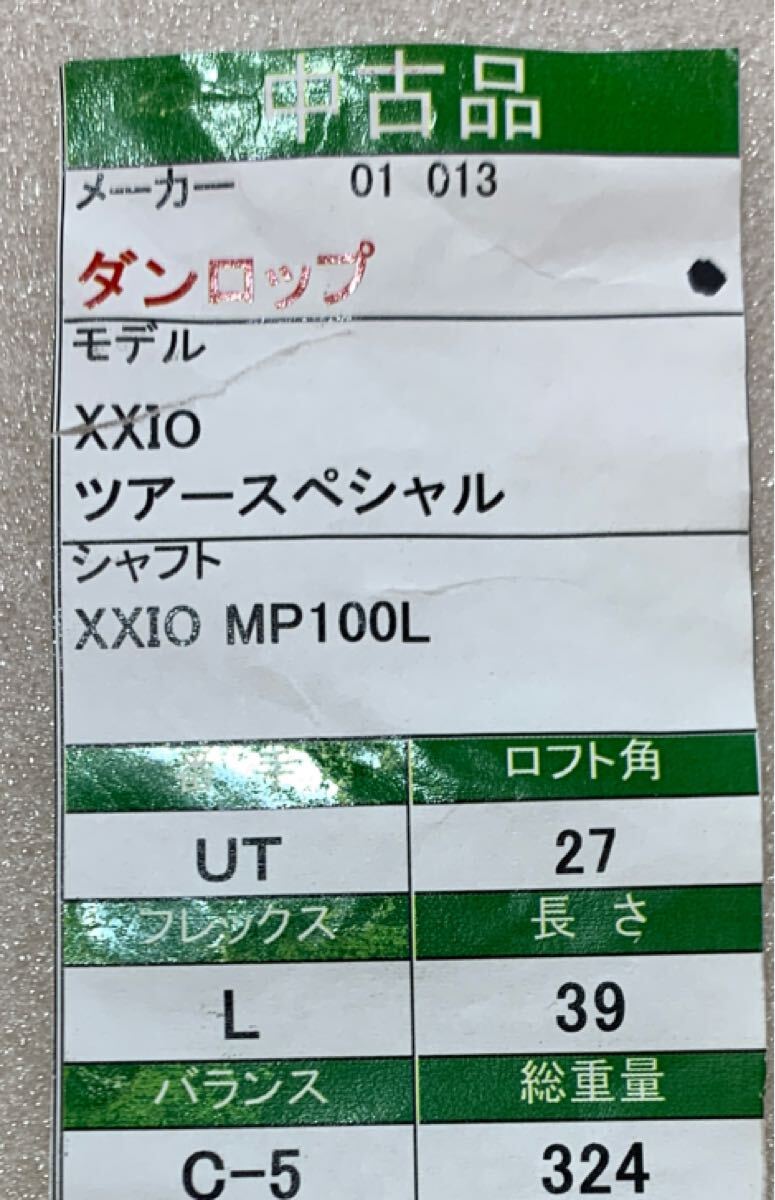 中古品
メーカー 01 013
ダンロップ
モデル
XXIO
ツアースペシャル
シャフト
XXIO MP100L
ロフト角
UT 27
フレックス 長さ
L 39
バランス 総重量
C-5 324